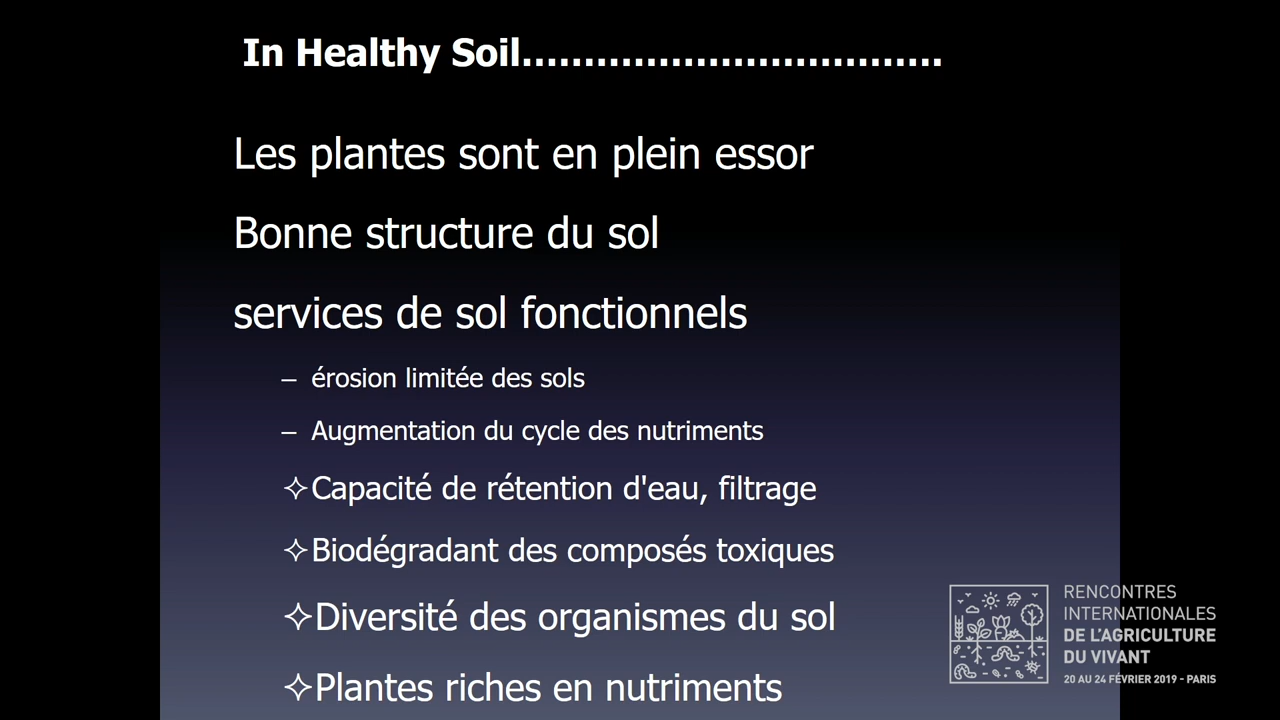 In Healthy Soil..................................
Les plantes sont en plein essor
Bonne structure du sol
services de sol fonctionnels
– érosion limitée des sols
– Augmentation du cycle des nutriments
✧Capacité de rétention d'eau, filtrage
✧Biodégradant des composés toxiques
✧Diversité des organismes du sol
✧Plantes riches en nutriments
RENCONTRES
INTERNATIONALES
DE L'AGRICULTURE
DU VIVANT
20 AU 24 FÉVRIER 2019 - PARIS